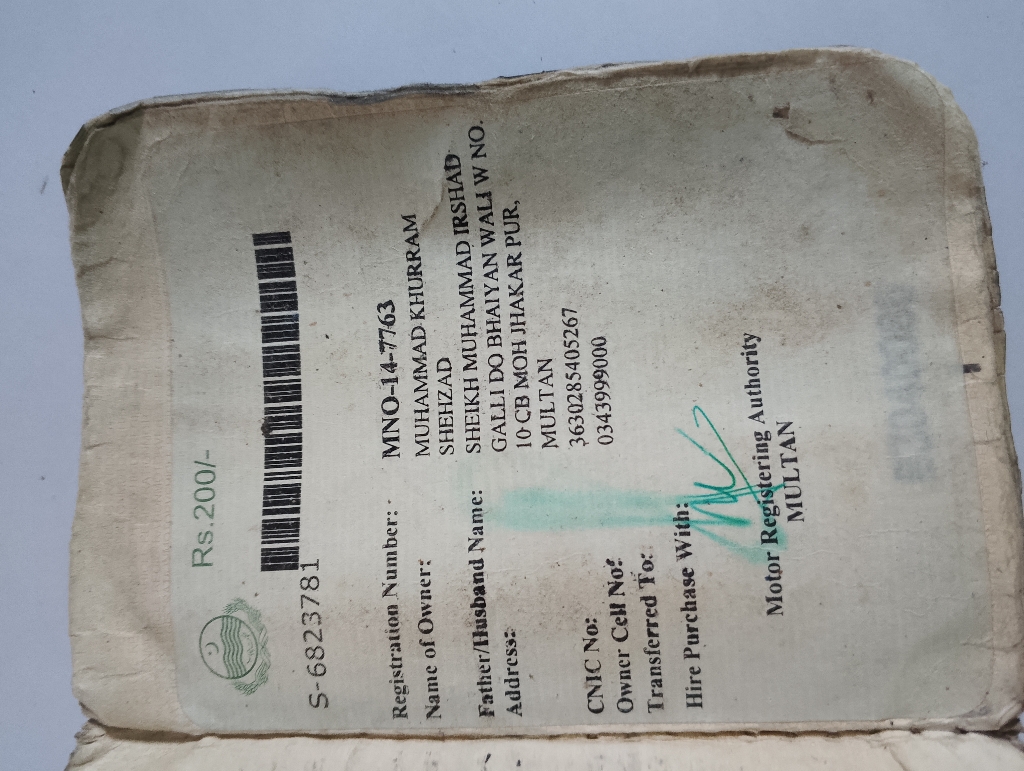 Rs.200/-
S-6823781
Registration Number: MNO-14-7763
Name of Owner: MUHAMMAD KHURRAM
SHEHZAD
Father/Husband Name: SHEIKH MUHAMMAD IRSHAD
Address: GALLI DO BHAIYAN WALI W NO.
10 CB MOH JHAKAR PUR,
MULTAN
CNIC No: 3630285405267
Owner Cell No: 0343999000
Transferred To:
Hire Purchase With:
Motor Registering Authority
MULTAN